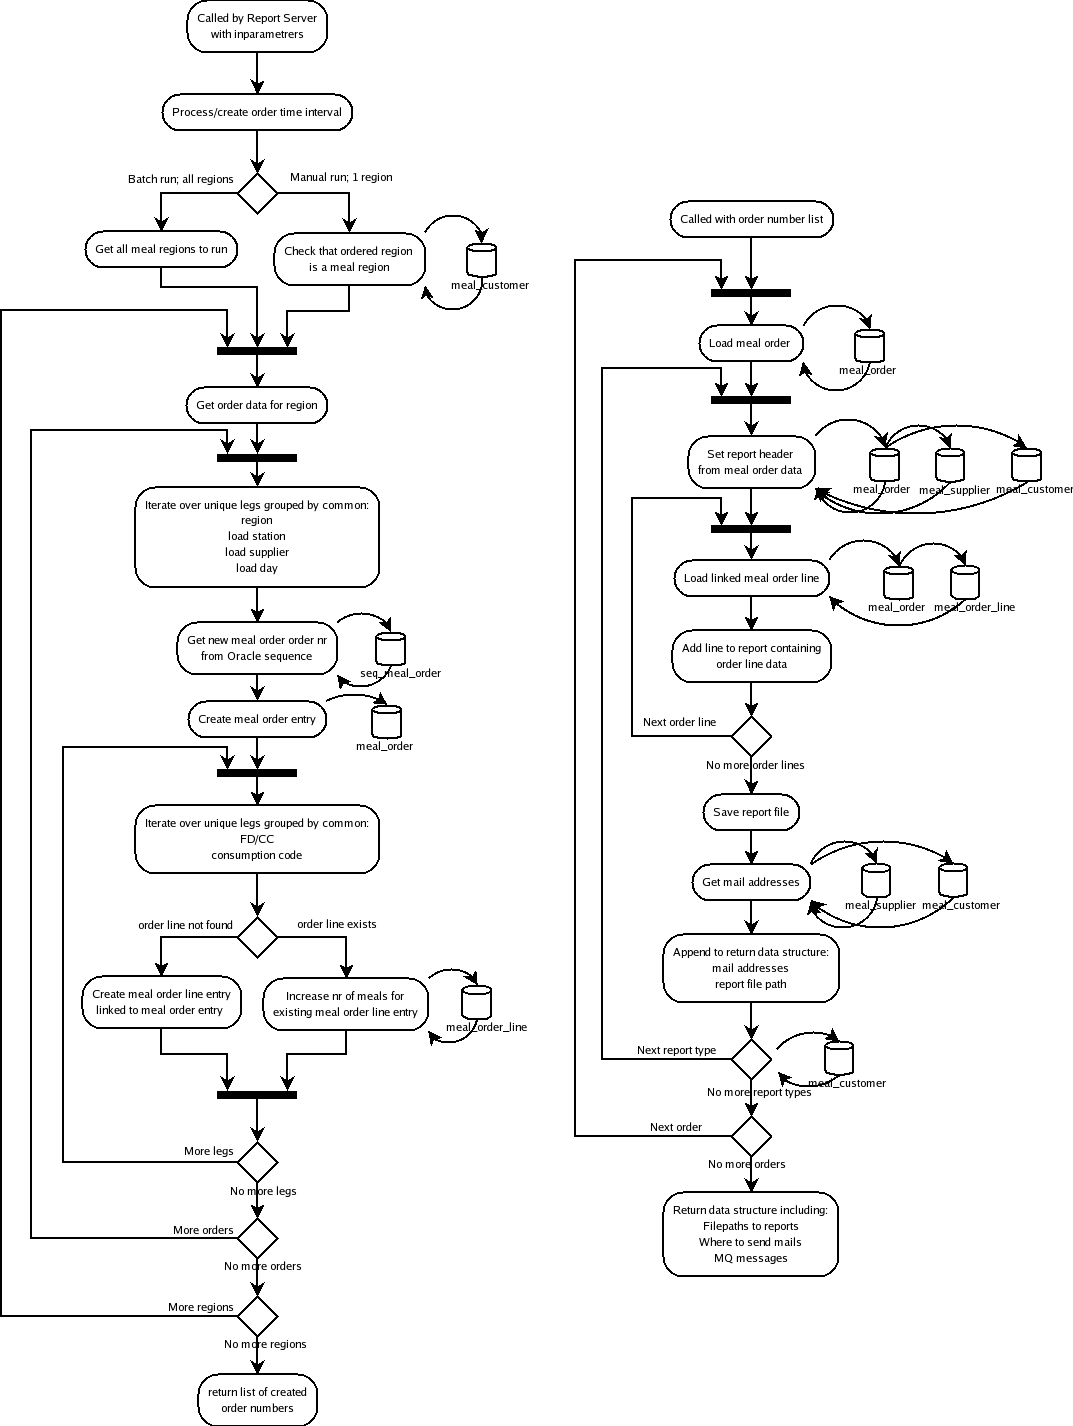 Called by Report Server
with inparametrers
Process/create order time interval
Batch run; all regions
Manual run; 1 region
Get all meal regions to run
Check that ordered region
is a meal region
meal_customer
Get order data for region
Iterate over unique legs grouped by common:
region
load station
load supplier
load day
Get new meal order order nr
from Oracle sequence
seq_meal_order
Create meal order entry
meal_order
Iterate over unique legs grouped by common:
FD/CC
consumption code
order line not found
order line exists
Create meal order line entry
linked to meal order entry
Increase nr of meals for
existing meal order line entry
meal_order_line
More legs
No more legs
More orders
No more orders
More regions
No more regions
return list of created
order numbers
Called with order number list
Load meal order
meal_order
Set report header
from meal order data
meal_order
meal_supplier
meal_customer
Load linked meal order line
meal_order
meal_order_line
Add line to report containing
order line data
Next order line
No more order lines
Save report file
Get mail addresses
meal_supplier
meal_customer
Append to return data structure:
mail addresses
report file path
Next report type
meal_customer
No more report types
Next order
No more orders
Return data structure including:
Filepaths to reports
Where to send mails
MQ messages